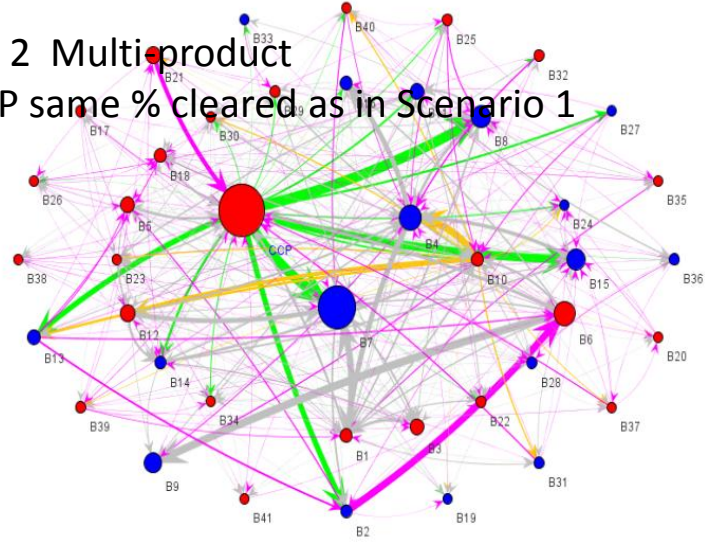 2 Multi-product
P same % cleared as in Scenario 1
B33
B40
B25
B21
B32
B29
B8
B17
B30
B27
B18
B26
B35
B5
B24
B4
CCP
B38
B23
B10
B15
B36
B12
B7
B6
B13
B20
B14
B28
B39
B34
B22
B37
B1
B3
B9
B31
B41
B2
B19